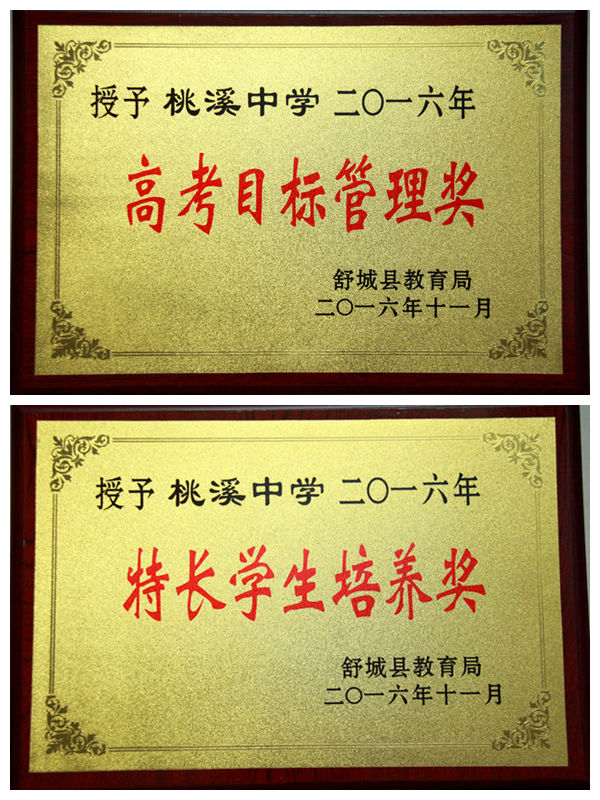 授予 桃溪中学 二〇一六年
高考目标管理奖
舒城县教育局
二〇一六年十一月
授予 桃溪中学 二〇一六年
特长学生培养奖
舒城县教育局
二〇一六年十一月